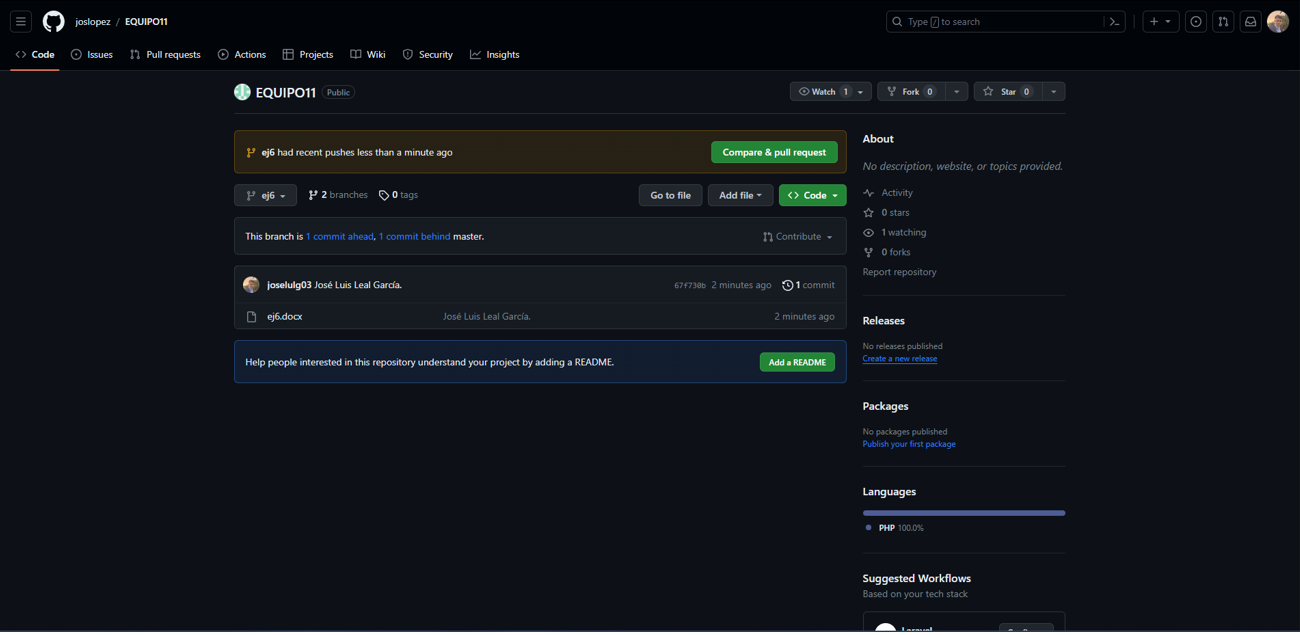 joslopez / EQUIPO11
Type / to search
Code Issues Pull requests Actions Projects Wiki Security Insights
EQUIPO11 Public
Watch 1 Fork 0 Star 0
ej6 had recent pushes less than a minute ago
Compare & pull request
ej6 2 branches 0 tags
Go to file Add file Code
This branch is 1 commit ahead, 1 commit behind master.
Contribute
joselulg03 José Luis Leal García.
67f730b 2 minutes ago 1 commit
ej6.docx José Luis Leal García. 2 minutes ago
Help people interested in this repository understand your project by adding a README.
Add a README
About
No description, website, or topics provided.
Activity
0 stars
1 watching
0 forks
Report repository
Releases
No releases published
Create a new release
Packages
No packages published
Publish your first package
Languages
PHP 100.0%
Suggested Workflows
Based on your tech stack
Laravel